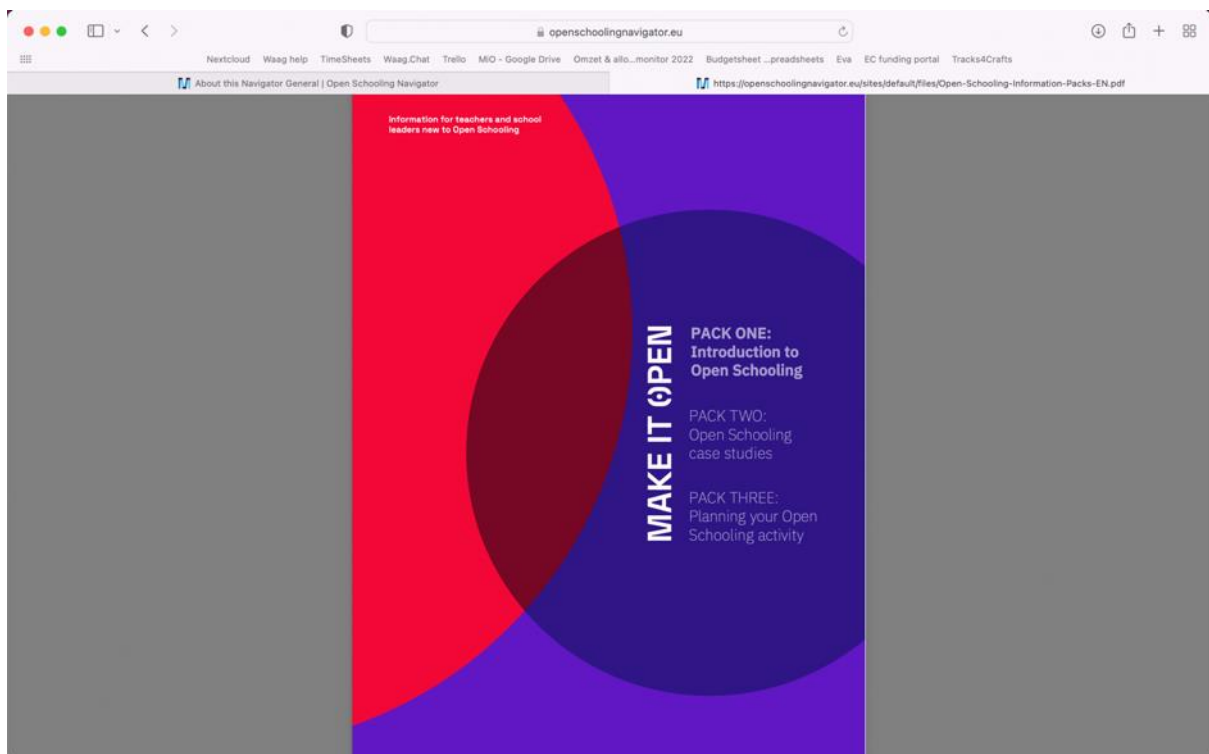 openschoolingnavigator.eu
Nextcloud Waag help TimeSheets Waag.Chat Trello MiO - Google Drive Omzet & allo...monitor 2022 Budgetsheet ...preadsheets Eva EC funding portal Tracks4Crafts
About this Navigator General | Open Schooling Navigator
https://openschoolingnavigator.eu/sites/default/files/Open-Schooling-Information-Packs-EN.pdf
Information for teachers and school
leaders new to Open Schooling
MAKE IT OPEN
PACK ONE:
Introduction to
Open Schooling
PACK TWO:
Open Schooling
case studies
PACK THREE:
Planning your Open
Schooling activity